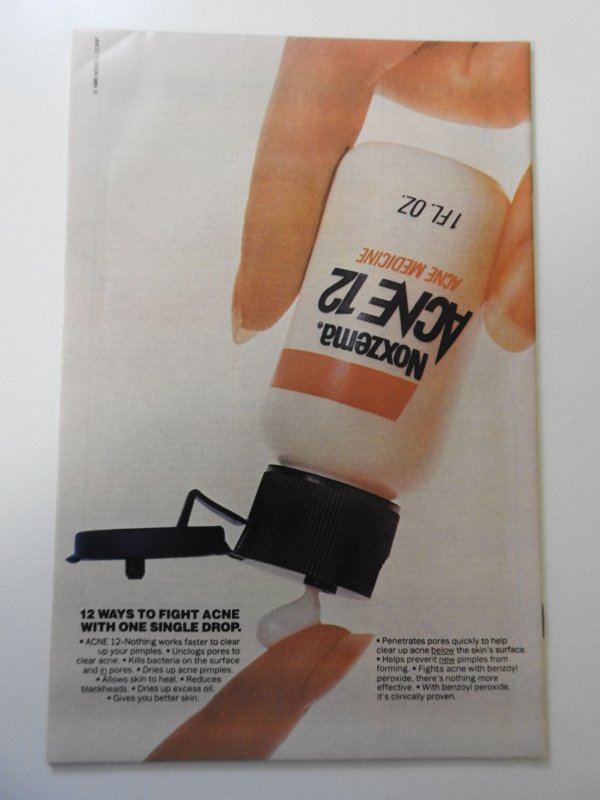 © 1985 NOXELL CORP.
1 FL. OZ.
ACNE MEDICINE
ACNE 12
Noxzema®
12 WAYS TO FIGHT ACNE
WITH ONE SINGLE DROP.
• ACNE 12-Nothing works faster to clear
up your pimples. • Unclogs pores to
clear acne. • Kills bacteria on the surface
and in pores. • Dries up acne pimples.
• Allows skin to heal. • Reduces
blackheads. • Dries up excess oil.
• Gives you better skin.
• Penetrates pores quickly to help
clear up acne below the skin's surface.
• Helps prevent new pimples from
forming. • Fights acne with benzoyl
peroxide, there's nothing more
effective. • With benzoyl peroxide,
it's clinically proven.